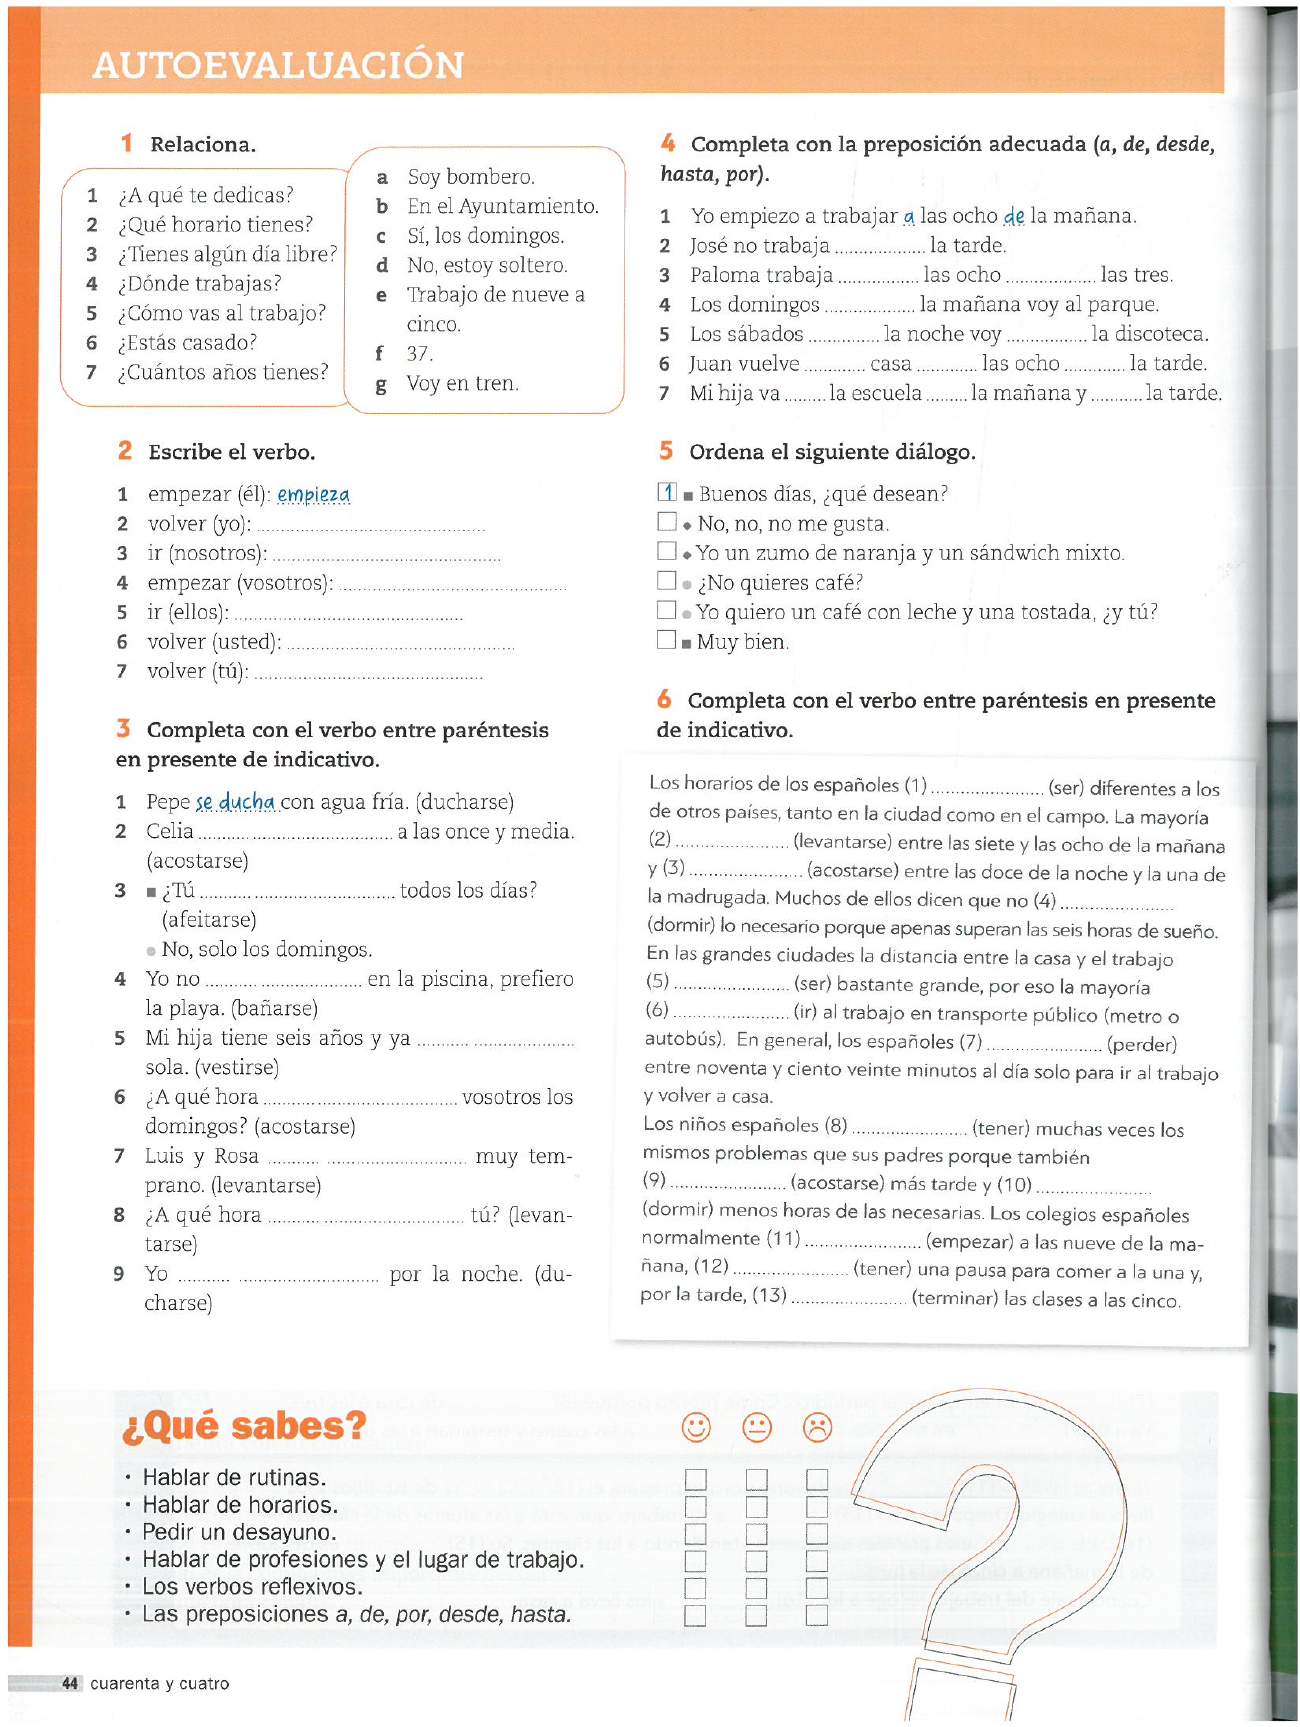 AUTOEVALUACIÓN
1 Relaciona.
1 ¿A qué te dedicas?
2 ¿Qué horario tienes?
3 ¿Tienes algún día libre?
4 ¿Dónde trabajas?
5 ¿Cómo vas al trabajo?
6 ¿Estás casado?
7 ¿Cuántos años tienes?
a Soy bombero.
b En el Ayuntamiento.
c Sí, los domingos.
d No, estoy soltero.
e Trabajo de nueve a
cinco.
f 37.
g Voy en tren.
2 Escribe el verbo.
1 empezar (él): empieza
2 volver (yo): ..........
3 ir (nosotros): ..........
4 empezar (vosotros): ..........
5 ir (ellos): ..........
6 volver (usted): ..........
7 volver (tú): ..........
3 Completa con el verbo entre paréntesis
en presente de indicativo.
1 Pepe se ducha con agua fría. (ducharse)
2 Celia .......... a las once y media.
(acostarse)
3 ■ ¿Tú .......... todos los días?
(afeitarse)
● No, solo los domingos.
4 Yo no .......... en la piscina, prefiero
la playa. (bañarse)
5 Mi hija tiene seis años y ya ..........
sola. (vestirse)
6 ¿A qué hora .......... vosotros los
domingos? (acostarse)
7 Luis y Rosa .......... muy tem-
prano. (levantarse)
8 ¿A qué hora .......... tú? (levan-
tarse)
9 Yo .......... por la noche. (du-
charse)
4 Completa con la preposición adecuada (a, de, desde,
hasta, por).
1 Yo empiezo a trabajar a las ocho de la mañana.
2 José no trabaja .......... la tarde.
3 Paloma trabaja .......... las ocho .......... las tres.
4 Los domingos .......... la mañana voy al parque.
5 Los sábados .......... la noche voy .......... la discoteca.
6 Juan vuelve .......... casa .......... las ocho .......... la tarde.
7 Mi hija va .......... la escuela .......... la mañana y .......... la tarde.
5 Ordena el siguiente diálogo.
1 ■ Buenos días, ¿qué desean?
□ ◆ No, no, no me gusta.
□ ◆ Yo un zumo de naranja y un sándwich mixto.
□ ● ¿No quieres café?
□ ● Yo quiero un café con leche y una tostada, ¿y tú?
□ ■ Muy bien.
6 Completa con el verbo entre paréntesis en presente
de indicativo.
Los horarios de los españoles (1) .......... (ser) diferentes a los
de otros países, tanto en la ciudad como en el campo. La mayoría
(2) .......... (levantarse) entre las siete y las ocho de la mañana
y (3) .......... (acostarse) entre las doce de la noche y la una de
la madrugada. Muchos de ellos dicen que no (4) ..........
(dormir) lo necesario porque apenas superan las seis horas de sueño.
En las grandes ciudades la distancia entre la casa y el trabajo
(5) .......... (ser) bastante grande, por eso la mayoría
(6) .......... (ir) al trabajo en transporte público (metro o
autobús). En general, los españoles (7) .......... (perder)
entre noventa y ciento veinte minutos al día solo para ir al trabajo
y volver a casa.
Los niños españoles (8) .......... (tener) muchas veces los
mismos problemas que sus padres porque también
(9) .......... (acostarse) más tarde y (10) ..........
(dormir) menos horas de las necesarias. Los colegios españoles
normalmente (11) .......... (empezar) a las nueve de la ma-
ñana, (12) .......... (tener) una pausa para comer a la una y,
por la tarde, (13) .......... (terminar) las clases a las cinco.
¿Qué sabes?
• Hablar de rutinas.
• Hablar de horarios.
• Pedir un desayuno.
• Hablar de profesiones y el lugar de trabajo.
• Los verbos reflexivos.
• Las preposiciones a, de, por, desde, hasta.
44 cuarenta y cuatro